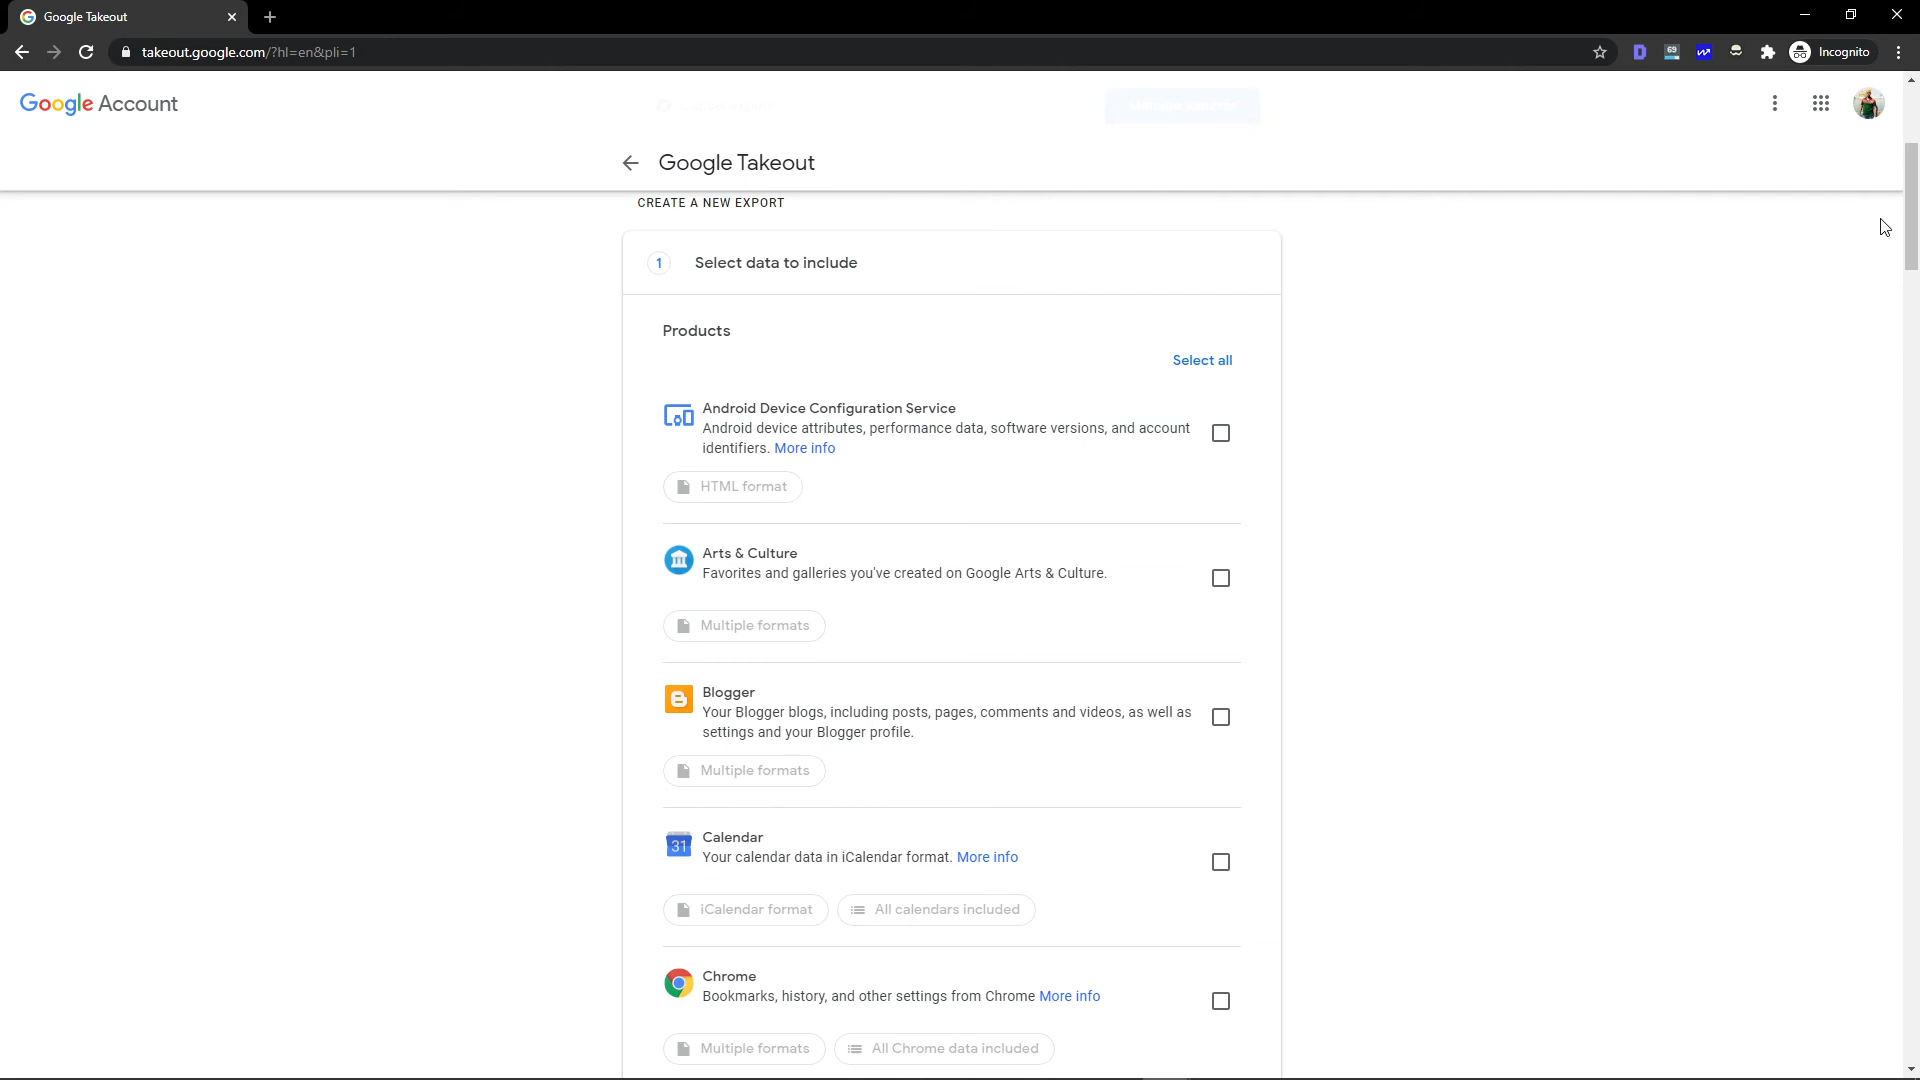 Google Takeout
takeout.google.com/?hl=en&pli=1
69
Incognito
Google Account
Google Takeout
CREATE A NEW EXPORT
1 Select data to include
Products
Select all
Android Device Configuration Service
Android device attributes, performance data, software versions, and account
identifiers. More info
HTML format
Arts & Culture
Favorites and galleries you've created on Google Arts & Culture.
Multiple formats
Blogger
Your Blogger blogs, including posts, pages, comments and videos, as well as
settings and your Blogger profile.
Multiple formats
31
Calendar
Your calendar data in iCalendar format. More info
iCalendar format
All calendars included
Chrome
Bookmarks, history, and other settings from Chrome More info
Multiple formats
All Chrome data included